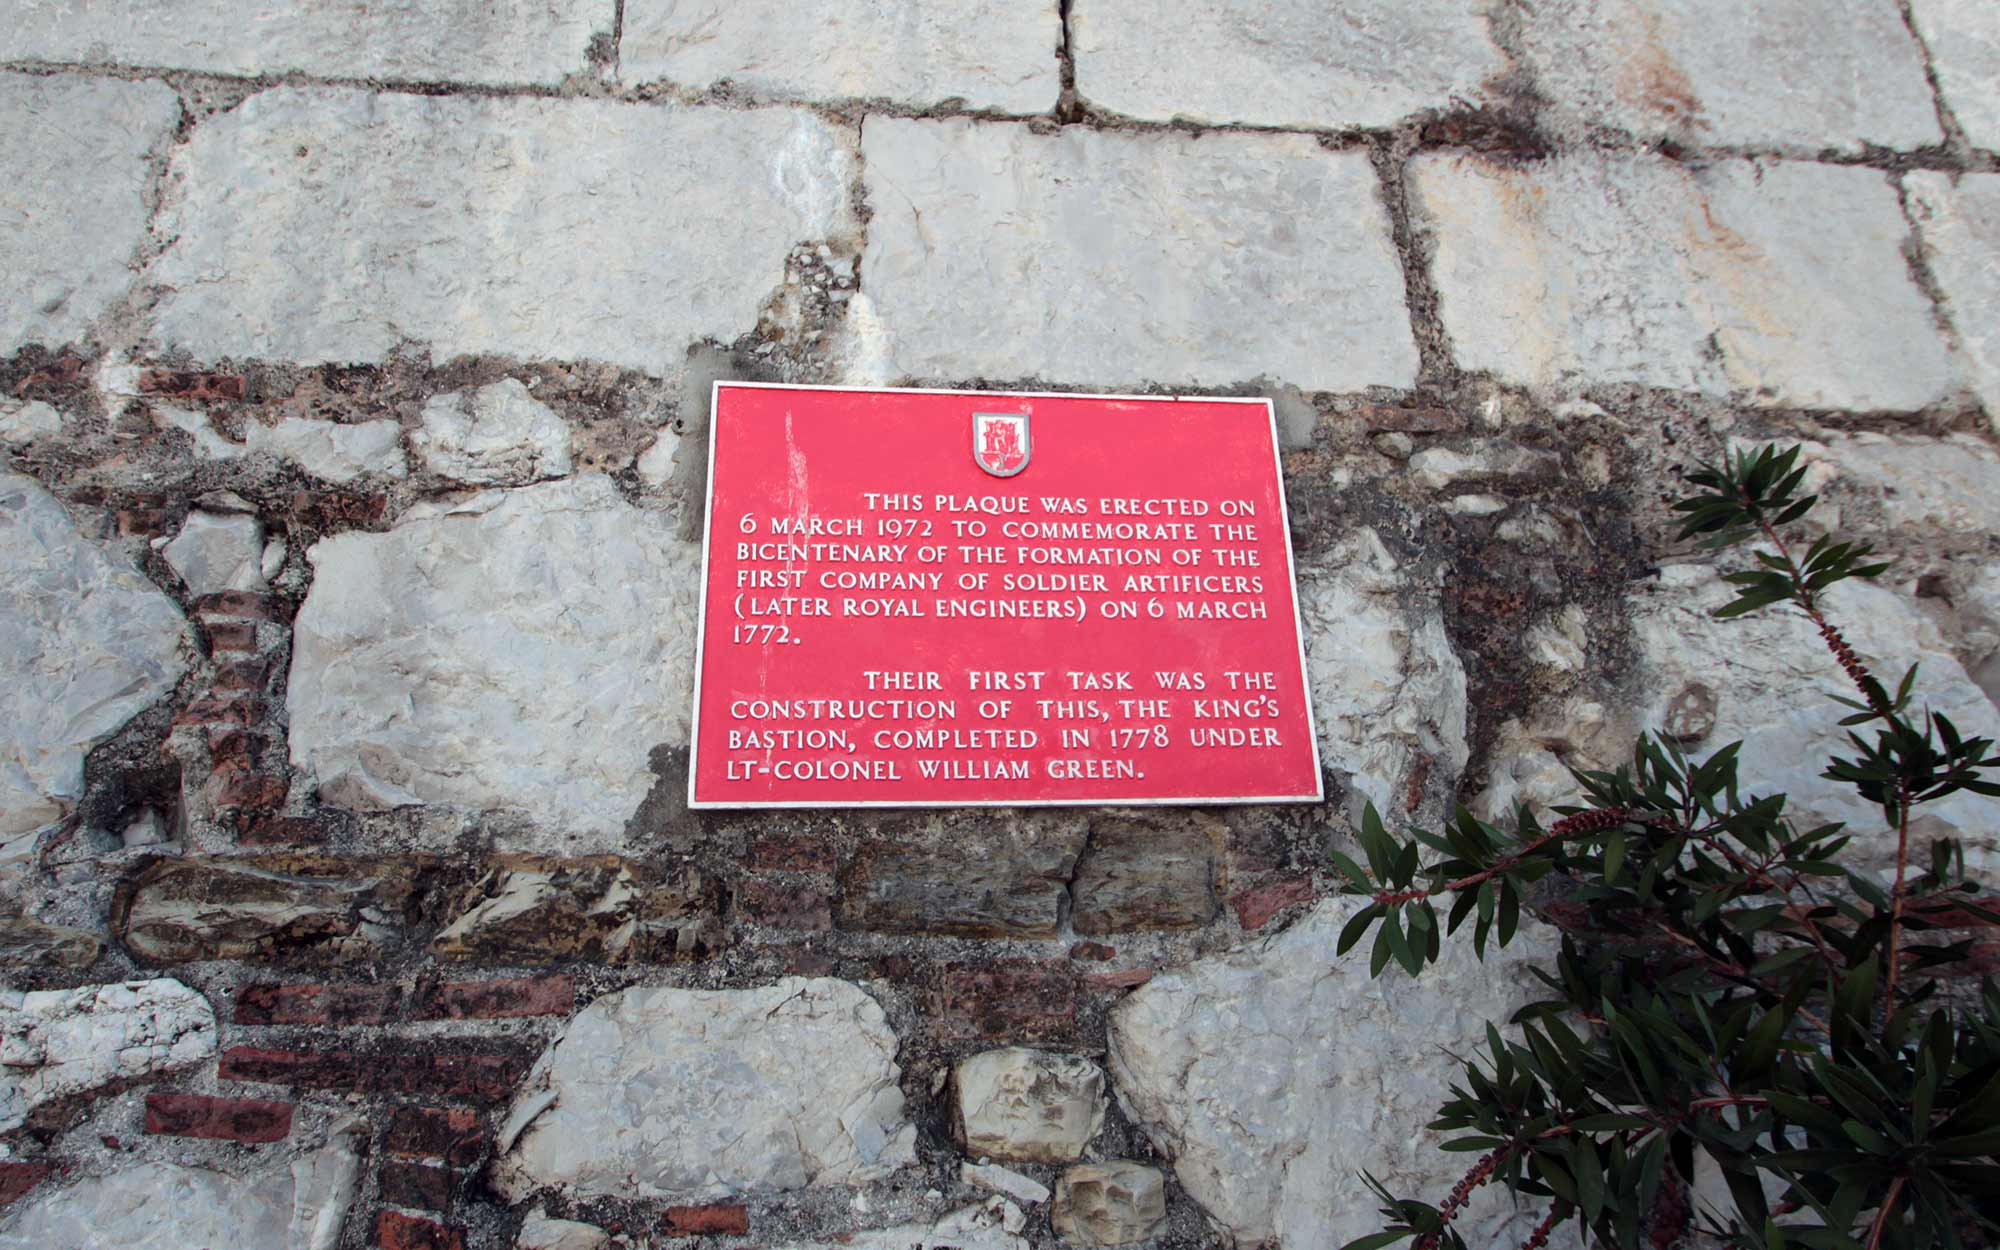 THIS PLAQUE WAS ERECTED ON
6 MARCH 1972 TO COMMEMORATE THE
BICENTENARY OF THE FORMATION OF THE
FIRST COMPANY OF SOLDIER ARTIFICERS
(LATER ROYAL ENGINEERS) ON 6 MARCH
1772.
THEIR FIRST TASK WAS THE
CONSTRUCTION OF THIS, THE KING'S
BASTION, COMPLETED IN 1778 UNDER
LT-COLONEL WILLIAM GREEN.